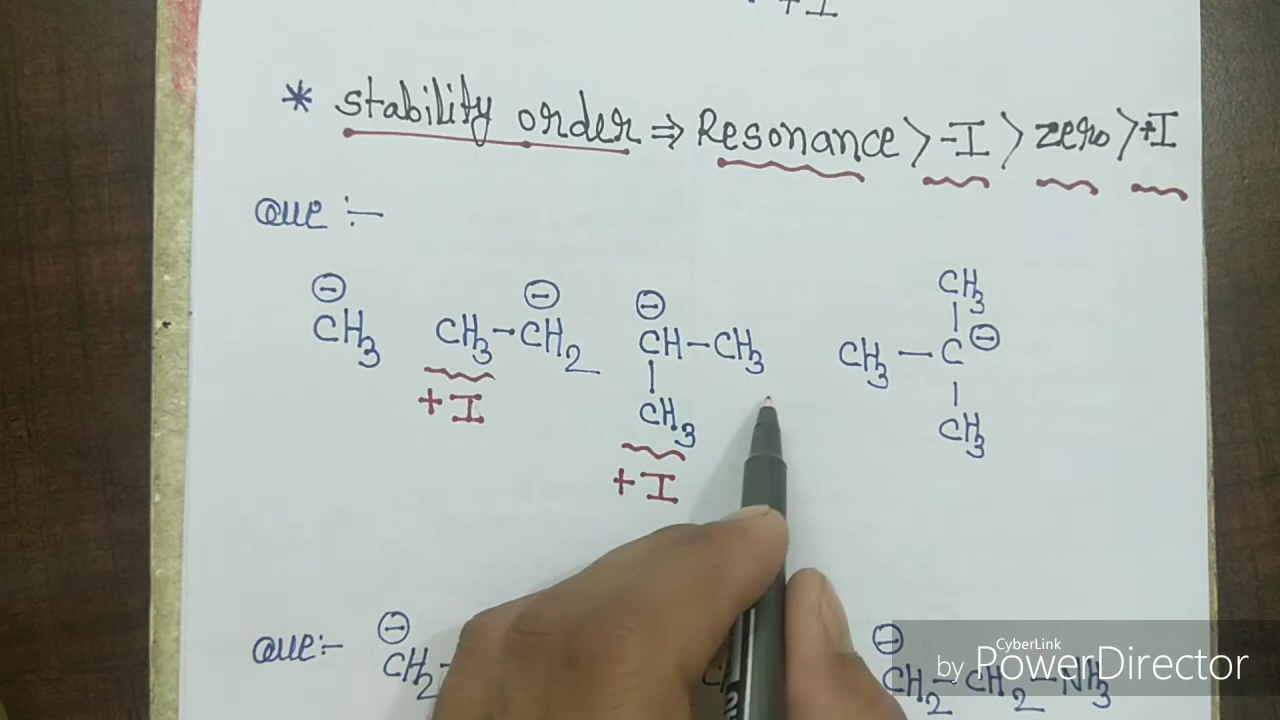 +I
* Stability order ⇒ Resonance > -I > zero > +I
Que :-
⊖ ⊖ ⊖ CH3
CH3 CH3-CH2 CH-CH3 CH3-C ⊖
+I CH3 CH3
+I
Que:- ⊖ ⊖
CH2- CH2-CH2-NH3
CyberLink
by PowerDirector